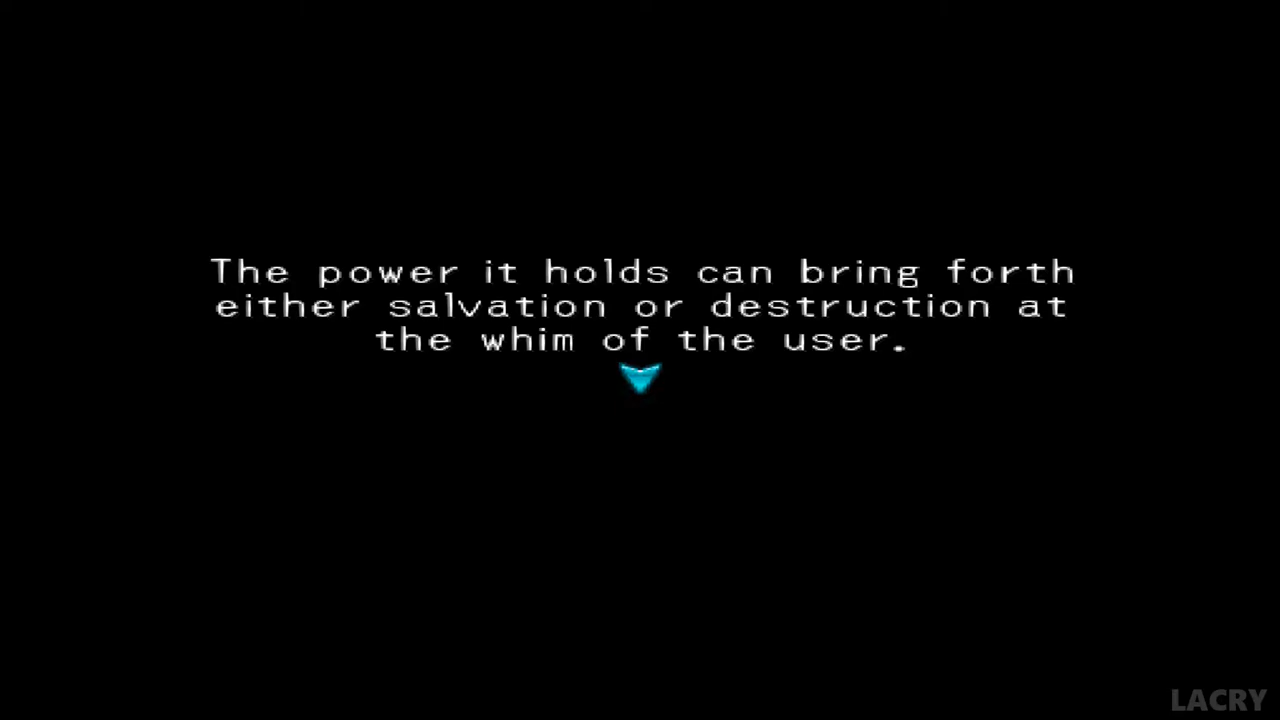 The power it holds can bring forth
either salvation or destruction at
the whim of the user.
LACRY